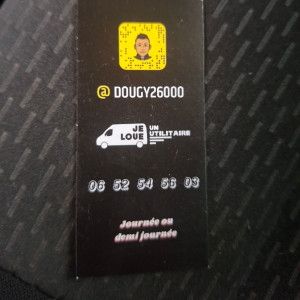 @ DOUGY26000
JE LOUE
UN UTILITAIRE
06 52 54 56 03
Journée ou
demi journée